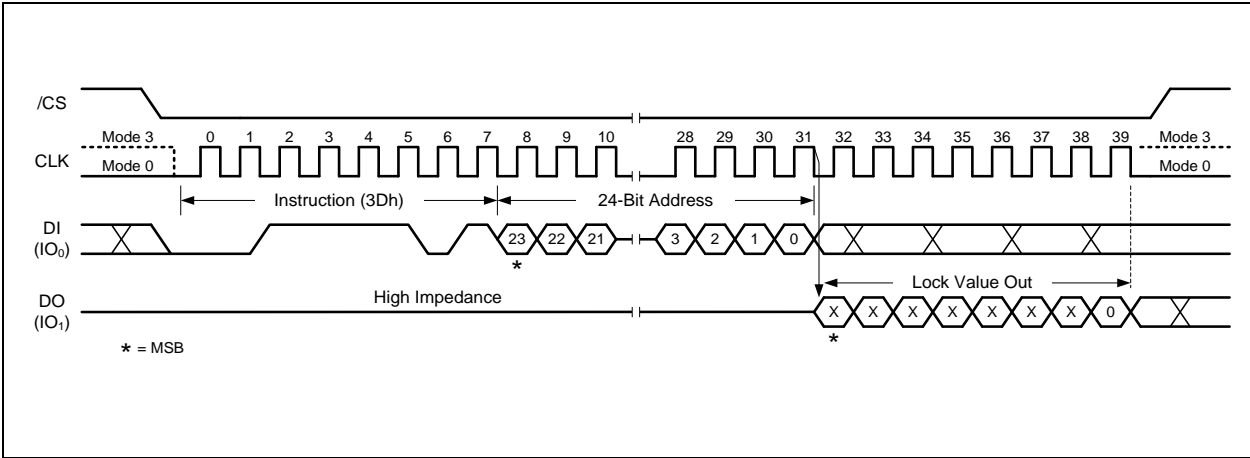 /CS
Mode 3 0 1 2 3 4 5 6 7 8 9 10 28 29 30 31 32 33 34 35 36 37 38 39 Mode 3
CLK Mode 0 Mode 0
Instruction (3Dh) 24-Bit Address
DI (IO₀) 23 22 21 3 2 1 0
*
Lock Value Out
DO (IO₁) High Impedance X X X X X X X 0
*
* = MSB